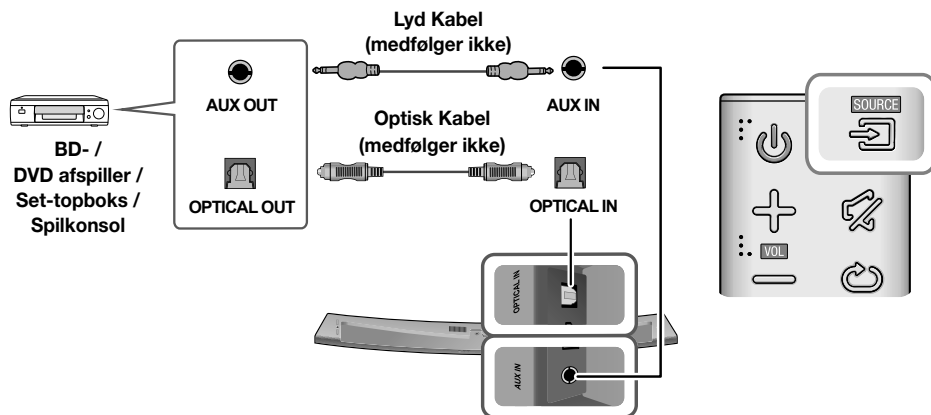 Lyd Kabel
(medfølger ikke)
AUX OUT
AUX IN
Optisk Kabel
(medfølger ikke)
OPTICAL OUT
OPTICAL IN
BD- /
DVD afspiller /
Set-topboks /
Spilkonsol
OPTICAL IN
AUX IN
SOURCE
VOL